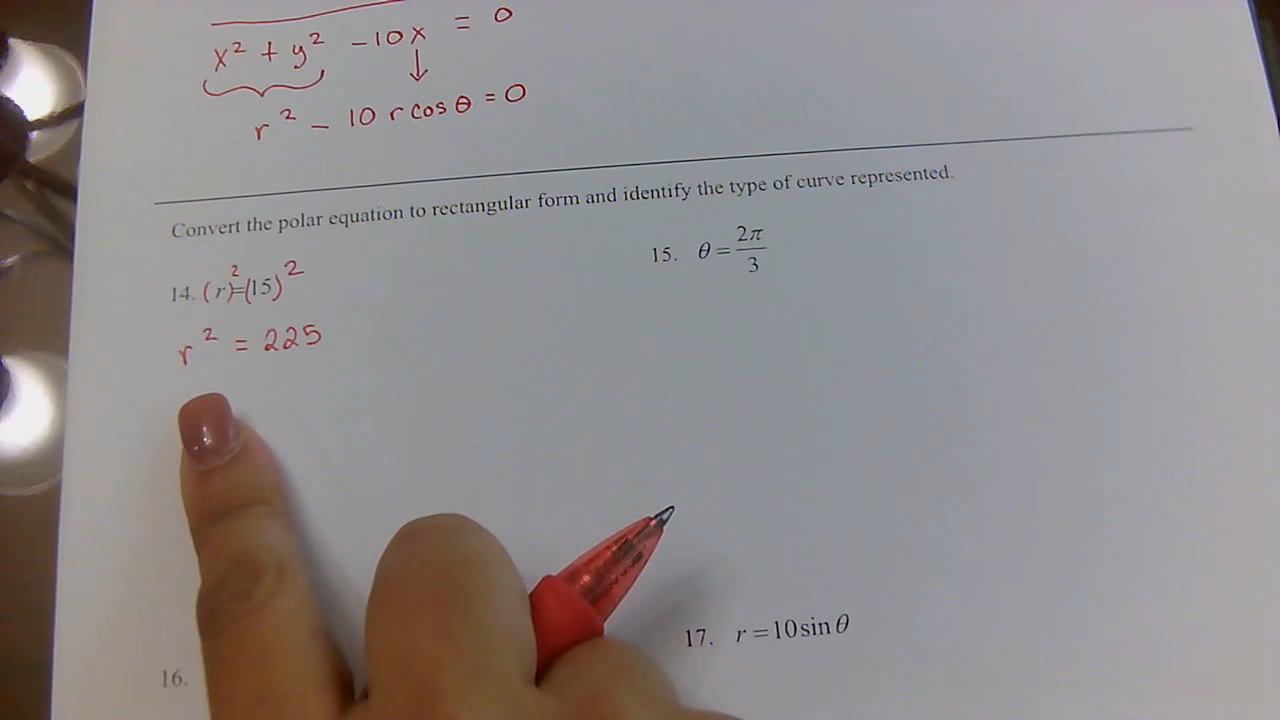 x² + y² - 10x = 0
r² - 10 r cos θ = 0
Convert the polar equation to rectangular form and identify the type of curve represented.
14. (r)²=(15)²
r² = 225
15. θ = 2π/3
16.
17. r = 10 sin θ